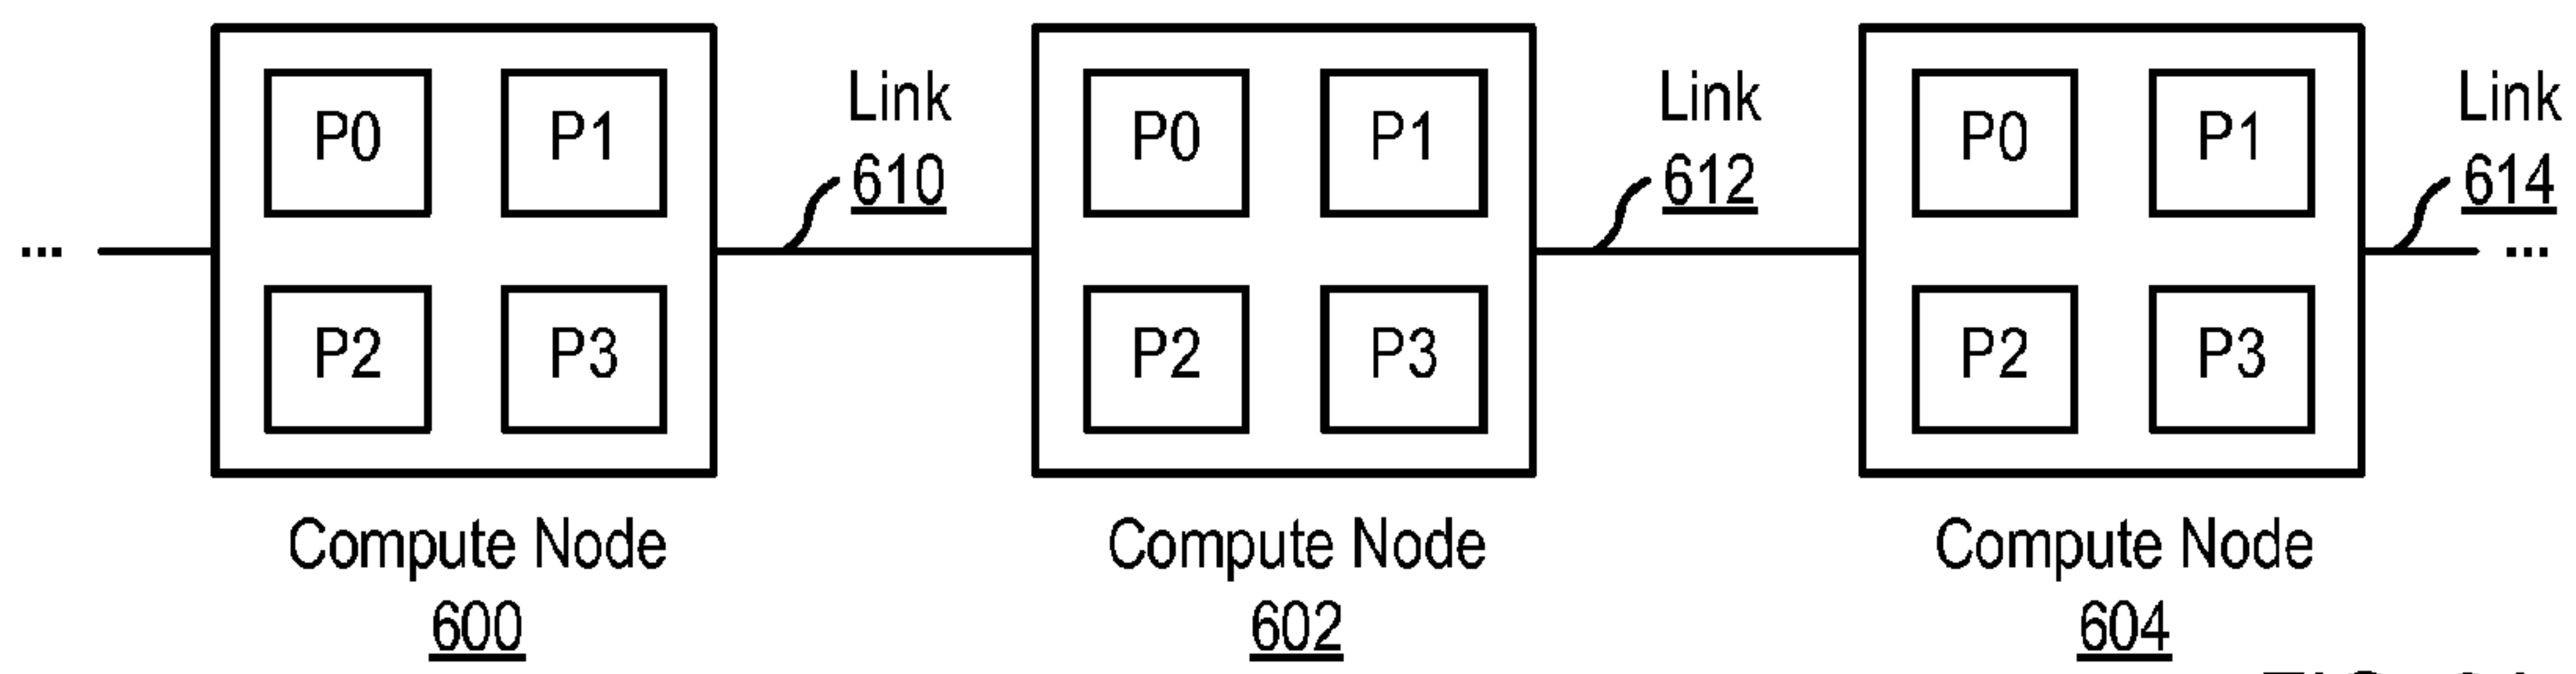 P0 P1 Link P0 P1 Link P0 P1 Link
610 612 614
... ...
P2 P3 P2 P3 P2 P3
Compute Node Compute Node Compute Node
600 602 604